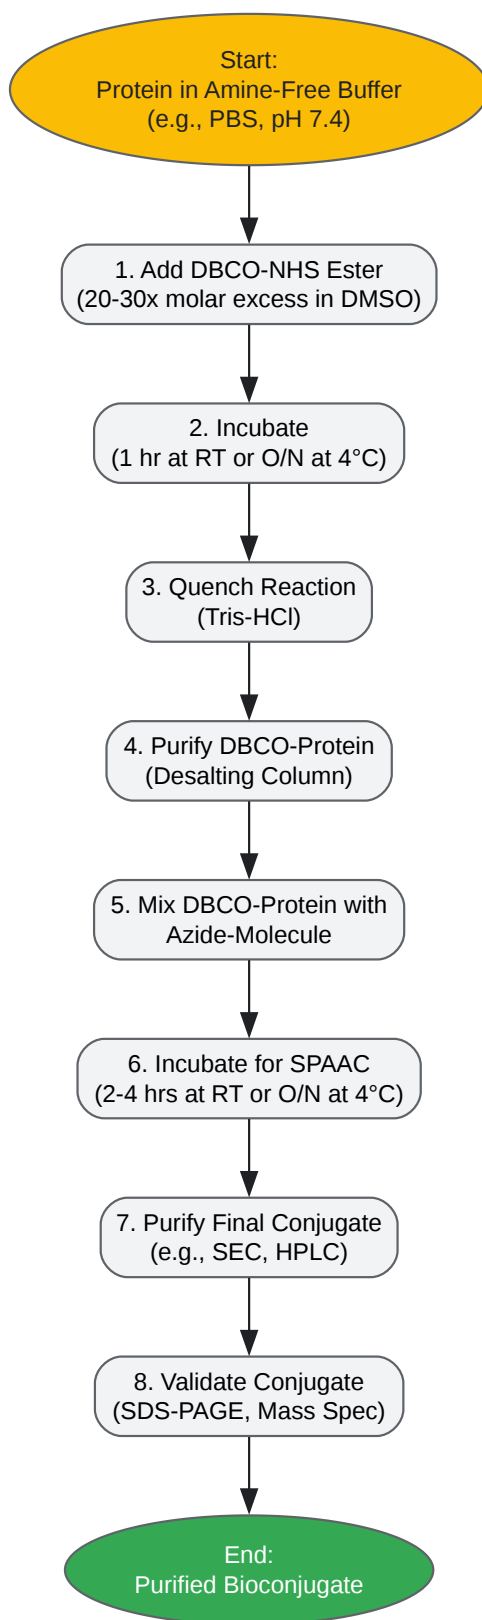 Start:
Protein in Amine-Free Buffer
(e.g., PBS, pH 7.4)
1. Add DBCO-NHS Ester
(20-30x molar excess in DMSO)
2. Incubate
(1 hr at RT or O/N at 4°C)
3. Quench Reaction
(Tris-HCl)
4. Purify DBCO-Protein
(Desalting Column)
5. Mix DBCO-Protein with
Azide-Molecule
6. Incubate for SPAAC
(2-4 hrs at RT or O/N at 4°C)
7. Purify Final Conjugate
(e.g., SEC, HPLC)
8. Validate Conjugate
(SDS-PAGE, Mass Spec)
End:
Purified Bioconjugate